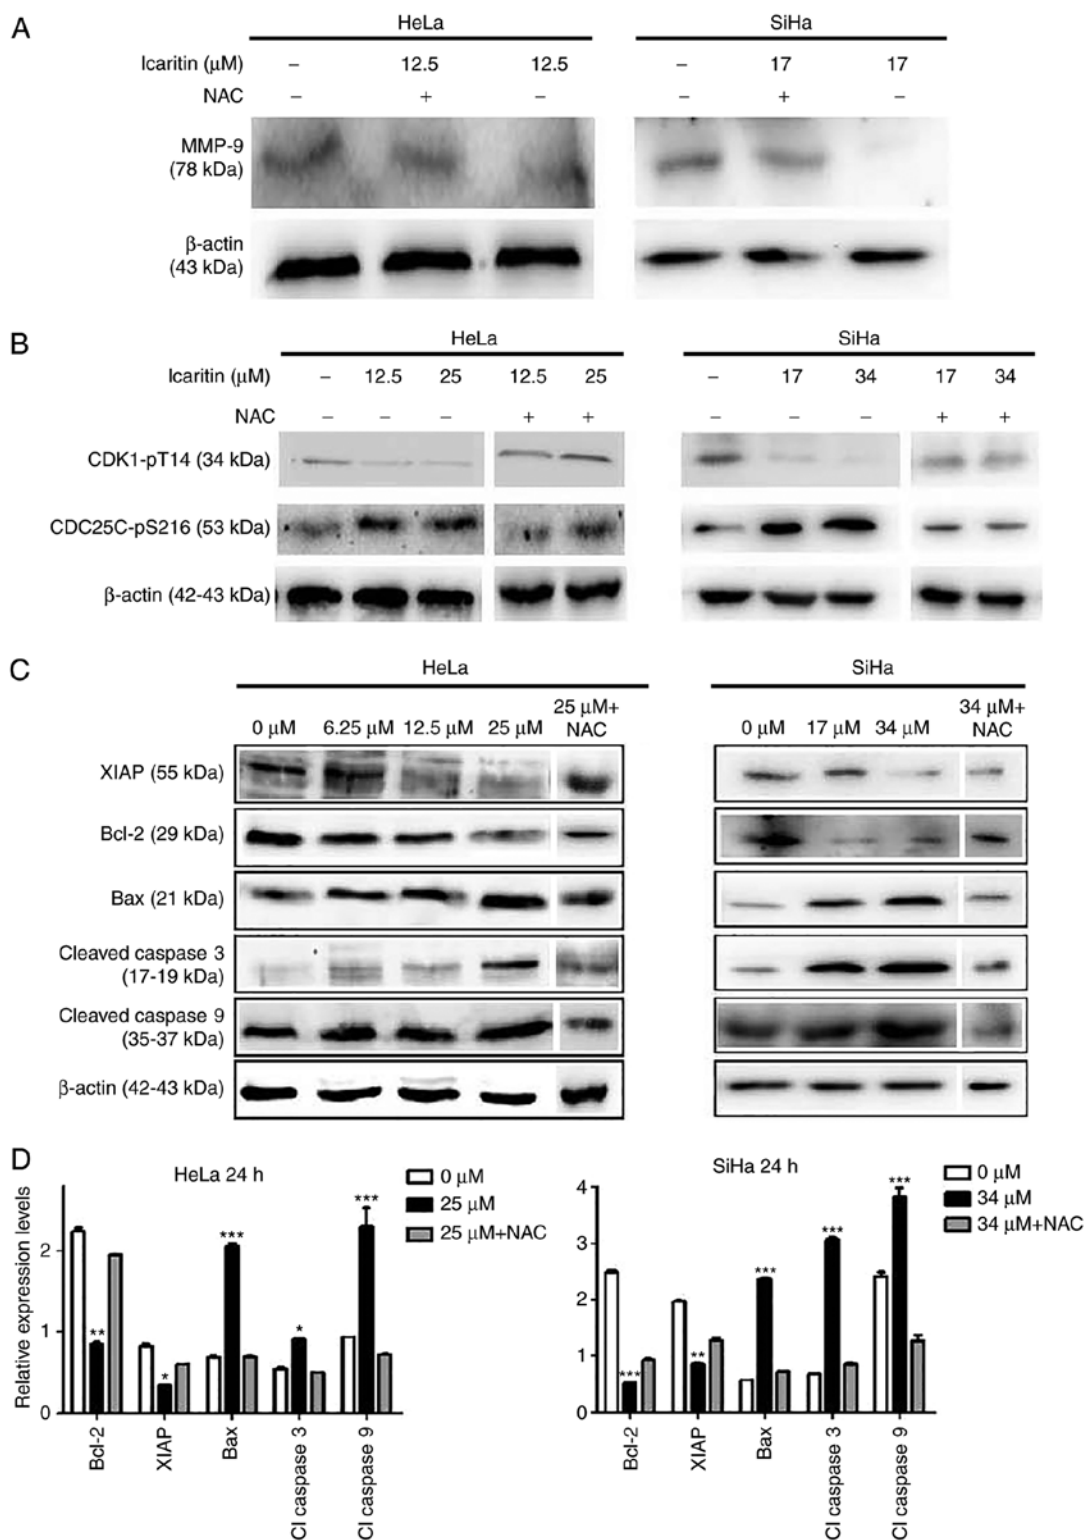 A
HeLa SiHa
Icaritin (μM) – 12.5 12.5 – 17 17
NAC – + – – + –
MMP-9
(78 kDa)
β-actin
(43 kDa)
B
HeLa SiHa
Icaritin (μM) – 12.5 25 12.5 25 – 17 34 17 34
NAC – – – + + – – – + +
CDK1-pT14 (34 kDa)
CDC25C-pS216 (53 kDa)
β-actin (42-43 kDa)
C
HeLa SiHa
0 μM 6.25 μM 12.5 μM 25 μM 25 μM+
NAC
0 μM 17 μM 34 μM 34 μM+
NAC
XIAP (55 kDa)
Bcl-2 (29 kDa)
Bax (21 kDa)
Cleaved caspase 3
(17-19 kDa)
Cleaved caspase 9
(35-37 kDa)
β-actin (42-43 kDa)
D
HeLa 24 h
Relative expression levels
2
1
0
** * *** * ***
Bcl-2
XIAP
Bax
Cl caspase 3
Cl caspase 9
0 μM
25 μM
25 μM+NAC
SiHa 24 h
4
3
2
1
0
*** ** *** *** ***
Bcl-2
XIAP
Bax
Cl caspase 3
Cl caspase 9
0 μM
34 μM
34 μM+NAC